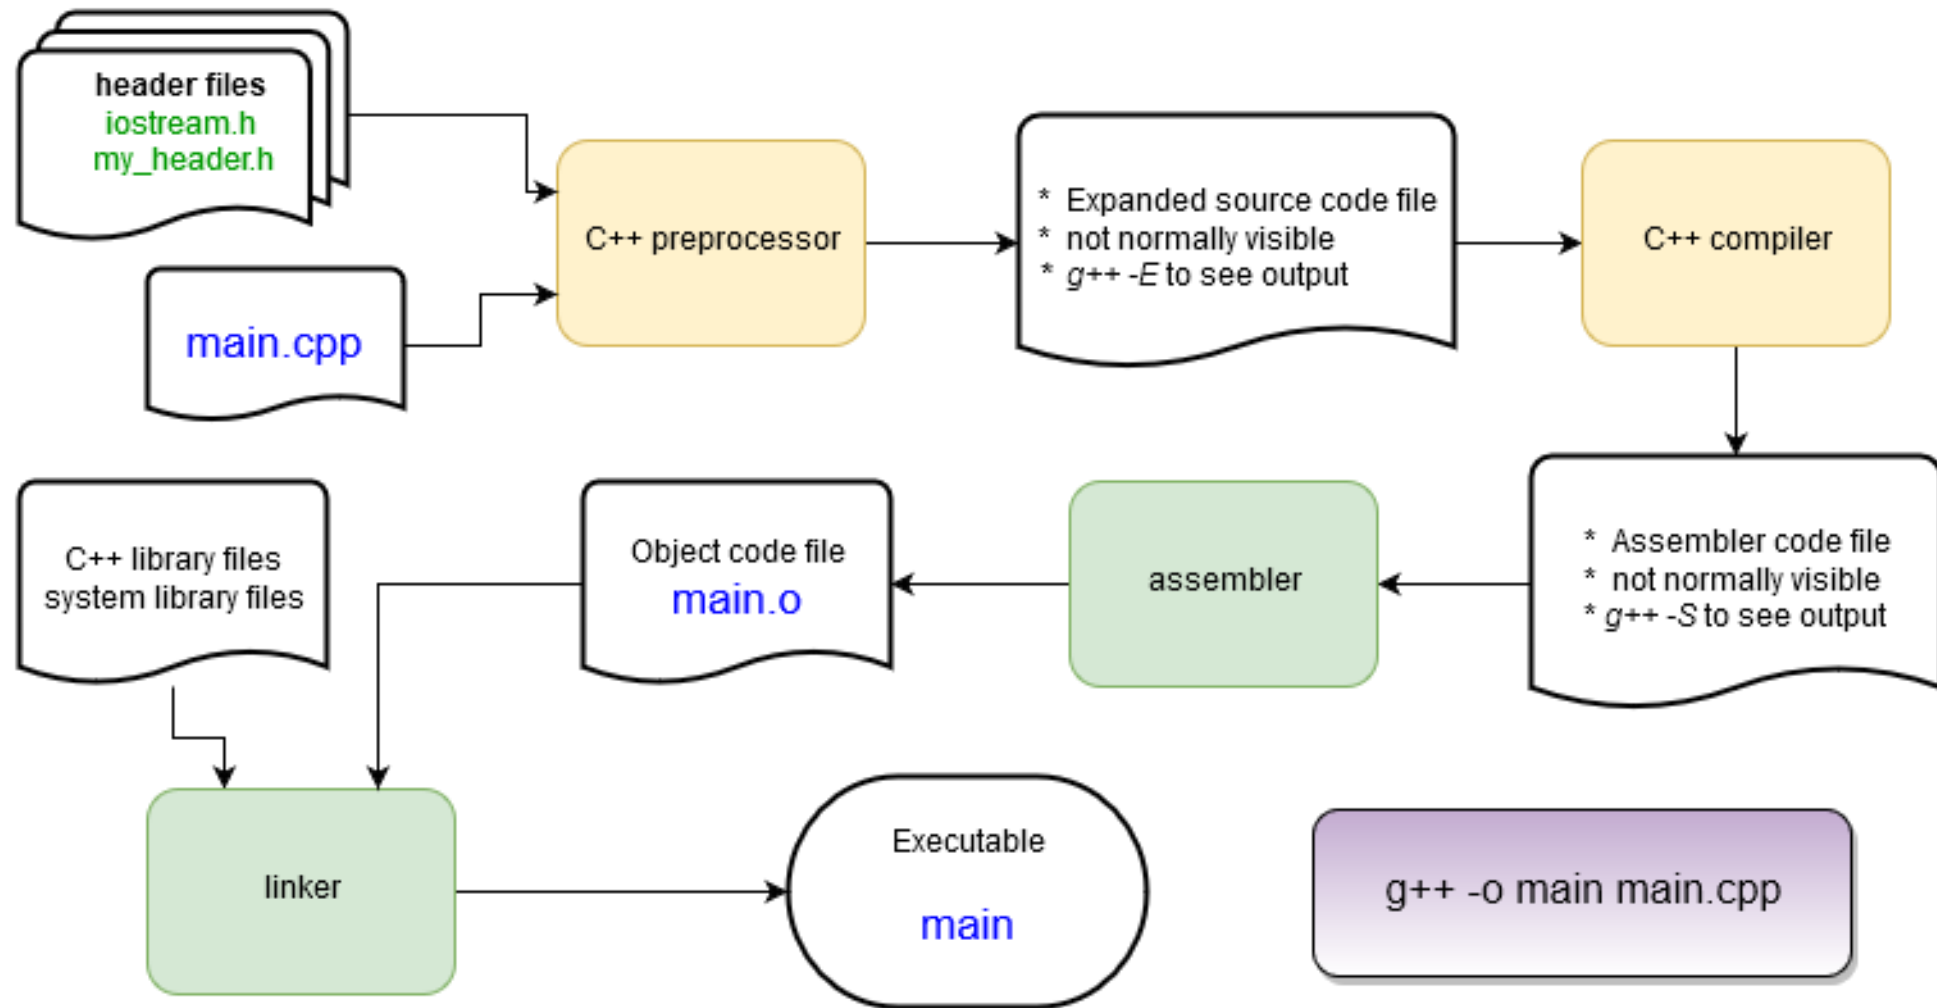 header files
iostream.h
my_header.h
main.cpp
C++ preprocessor
* Expanded source code file
* not normally visible
* g++ -E to see output
C++ compiler
* Assembler code file
* not normally visible
* g++ -S to see output
assembler
Object code file
main.o
C++ library files
system library files
linker
Executable
main
g++ -o main main.cpp